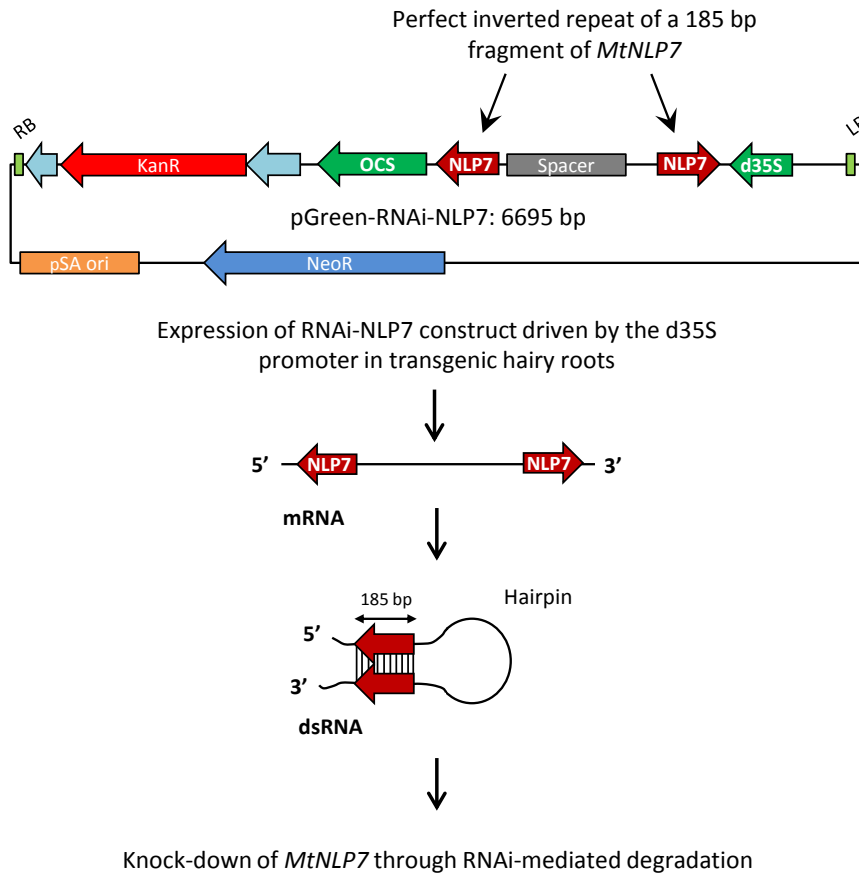 Perfect inverted repeat of a 185 bp
fragment of MtNLP7
RB
KanR
OCS
NLP7
Spacer
NLP7
d35S
pGreen-RNAi-NLP7: 6695 bp
pSA ori
NeoR
Expression of RNAi-NLP7 construct driven by the d35S
promoter in transgenic hairy roots
5’
NLP7
NLP7
3’
mRNA
185 bp
Hairpin
5’
3’
dsRNA
Knock-down of MtNLP7 through RNAi-mediated degradation